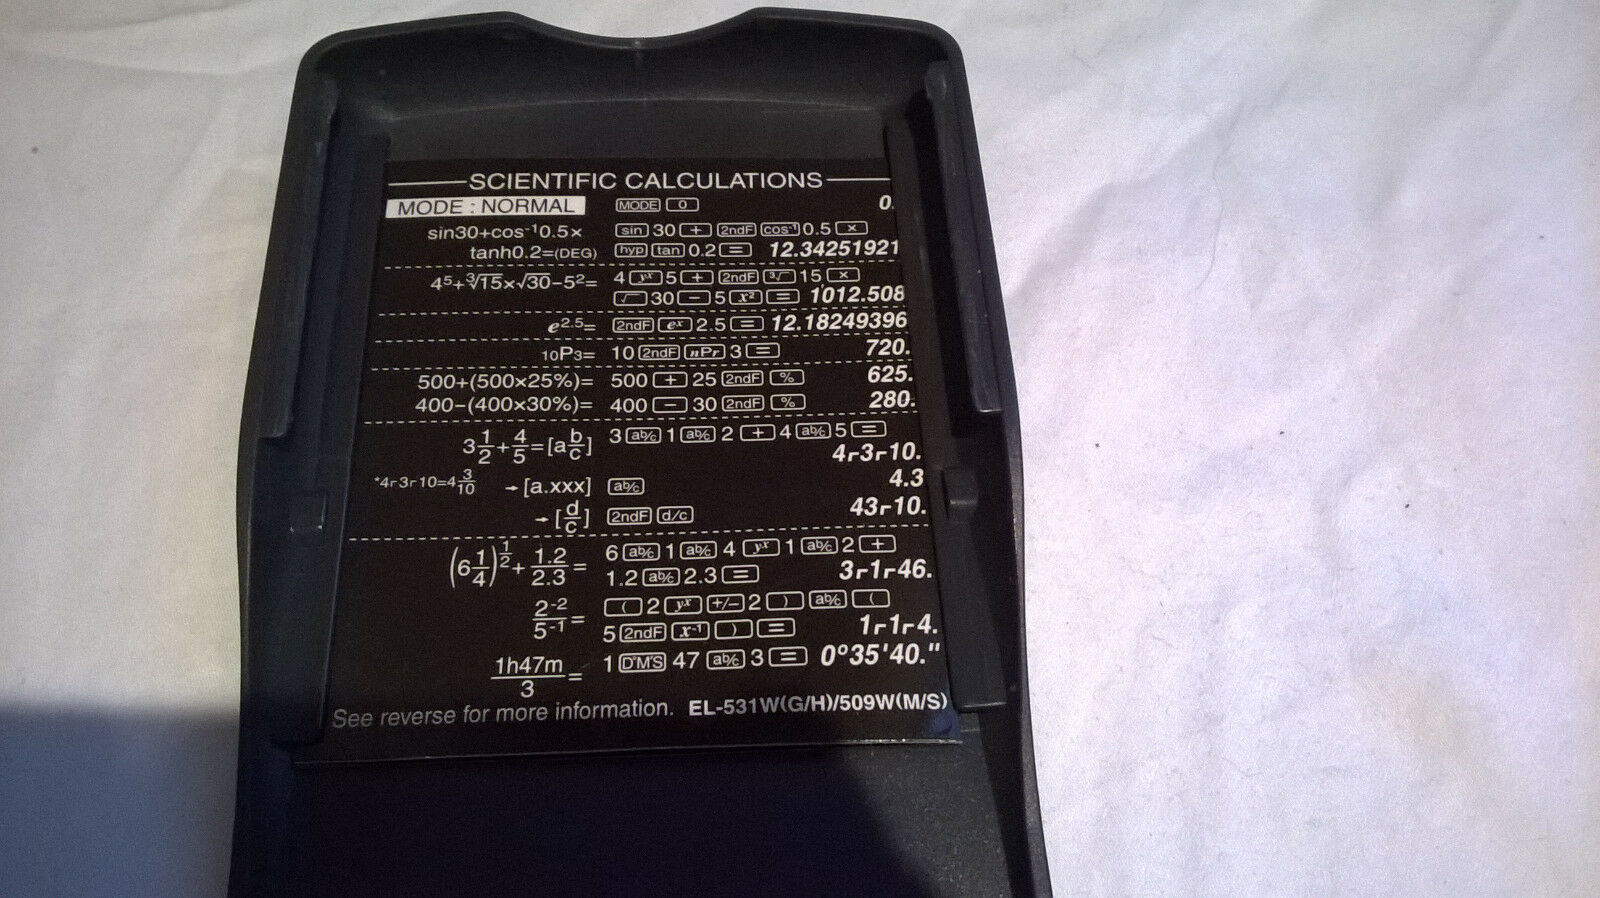 SCIENTIFIC CALCULATIONS
MODE : NORMAL MODE 0 0.
sin30+cos⁻¹0.5× sin 30 + 2ndF cos⁻¹ 0.5 ×
tanh0.2=(DEG) hyp tan 0.2 = 12.34251921
4⁵+³√15×√30−5²= 4 yˣ 5 + 2ndF ³√ 15 ×
√ 30 − 5 x² = 1012.508
e²·⁵= 2ndF eˣ 2.5 = 12.18249396
₁₀P₃= 10 2ndF nPr 3 = 720.
500+(500×25%)= 500 + 25 2ndF % 625.
400−(400×30%)= 400 − 30 2ndF % 280.
3 1/2 + 4/5 = [a b/c] 3 ab/c 1 ab/c 2 + 4 ab/c 5 =
4r3r10.
*4r3r10=4 3/10 → [a.xxx] ab/c 4.3
→ [d/c] 2ndF d/c 43r10.
(6 1/4)^1/2 + 1.2/2.3 = 6 ab/c 1 ab/c 4 yˣ 1 ab/c 2 +
1.2 ab/c 2.3 = 3r1r46.
2⁻²/5⁻¹ = ( 2 yˣ +/− 2 ) ab/c (
5 2ndF x⁻¹ ) = 1r1r4.
1h47m/3 = 1 D°M'S 47 ab/c 3 = 0°35'40."
See reverse for more information. EL-531W(G/H)/509W(M/S)